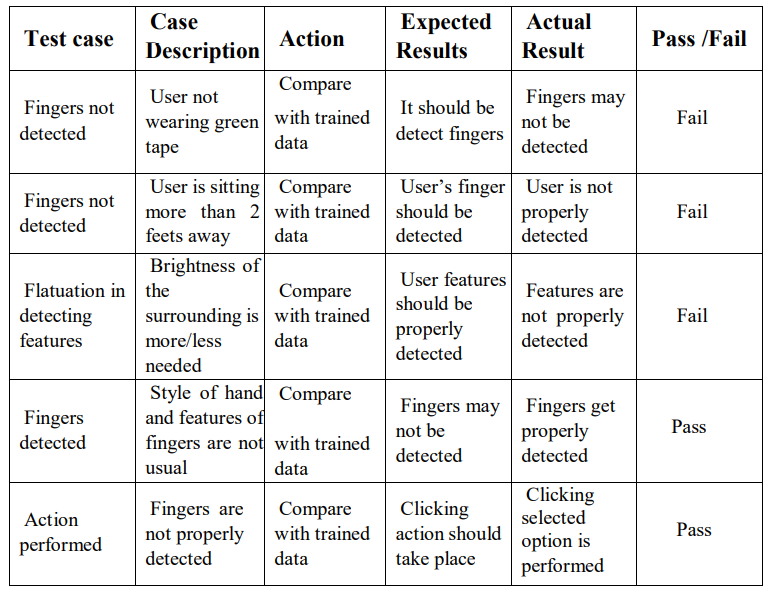 Test case
Case
Description
Action
Expected
Results
Actual
Result
Pass /Fail
Fingers not
detected
User not
wearing green
tape
Compare
with trained
data
It should be
detect fingers
Fingers may
not be
detected
Fail
Fingers not
detected
User is sitting
more than 2
feets away
Compare
with trained
data
User's finger
should be
detected
User is not
properly
detected
Fail
Flatuation in
detecting
features
Brightness of
the
surrounding is
more/less
needed
Compare
with trained
data
User features
should be
properly
detected
Features are
not properly
detected
Fail
Fingers
detected
Style of hand
and features of
fingers are not
usual
Compare
with trained
data
Fingers may
not be
detected
Fingers get
properly
detected
Pass
Action
performed
Fingers are
not properly
detected
Compare
with trained
data
Clicking
action should
take place
Clicking
selected
option is
performed
Pass